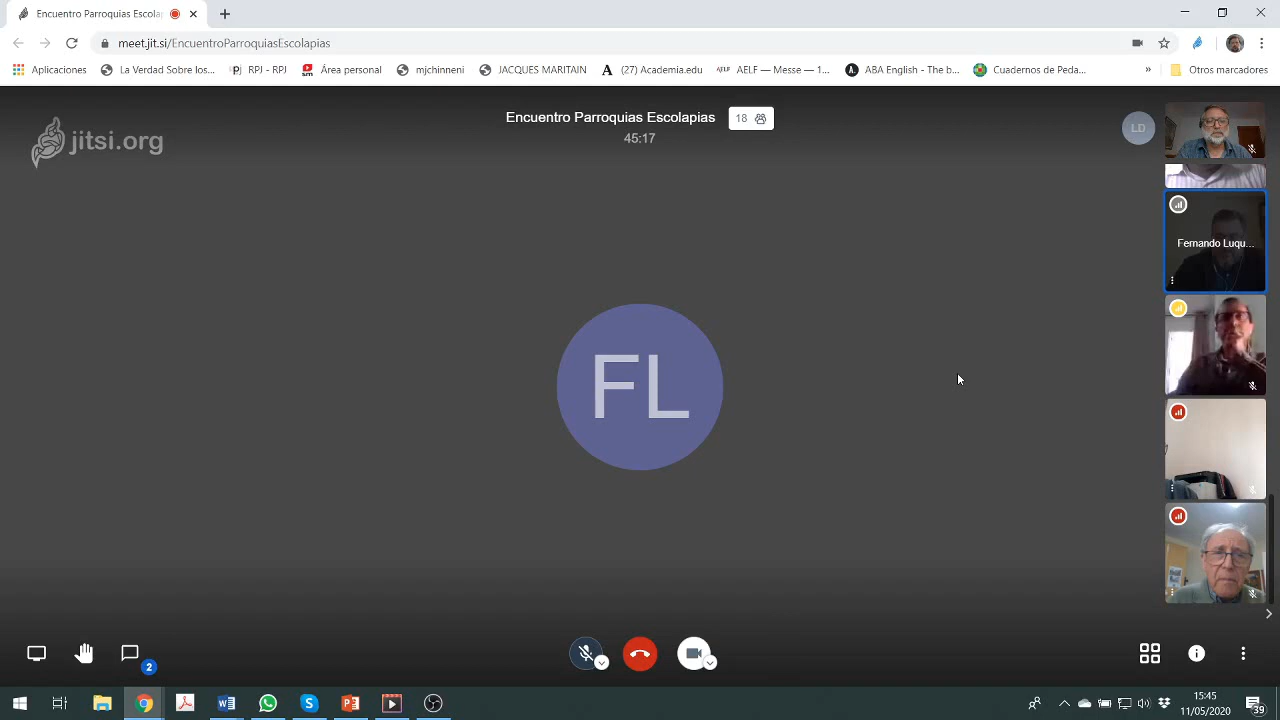 Encuentro Parroquias Escola
meet.jit.si/EncuentroParroquiasEscolapias
Aplicaciones
La Verdad Sobre los...
RPJ - RPJ
Área personal
mjchinneni
JACQUES MARITAIN
(27) Academia.edu
AELF — Messe — 1...
ABA English - The b...
Cuadernos de Peda...
»
Otros marcadores
jitsi.org
Encuentro Parroquias Escolapias
18
45:17
LD
Fernando Luqu...
FL
2
15:45
11/05/2020
39